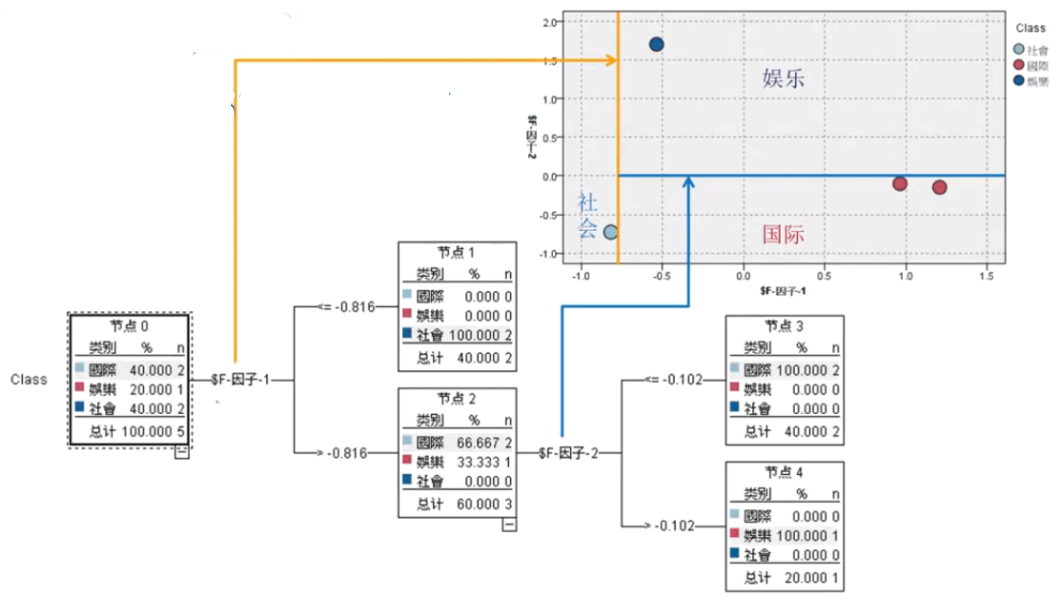 2.0
1.5
1.0
0.5
0.0
-0.5
-1.0
$F-因子-2
-1.0
-0.5
0.0
0.5
1.0
1.5
$F-因子-1
娱乐
社会
国际
Class
社會
國際
娛樂
Class
节点 0
类别 % n
國際 40.000 2
娛樂 20.000 1
社會 40.000 2
总计 100.000 5
$F-因子-1
<= -0.816
> -0.816
节点 1
类别 % n
國際 0.000 0
娛樂 0.000 0
社會 100.000 2
总计 40.000 2
节点 2
类别 % n
國際 66.667 2
娛樂 33.333 1
社會 0.000 0
总计 60.000 3
$F-因子-2
<= -0.102
> -0.102
节点 3
类别 % n
國際 100.000 2
娛樂 0.000 0
社會 0.000 0
总计 40.000 2
节点 4
类别 % n
國際 0.000 0
娛樂 100.000 1
社會 0.000 0
总计 20.000 1